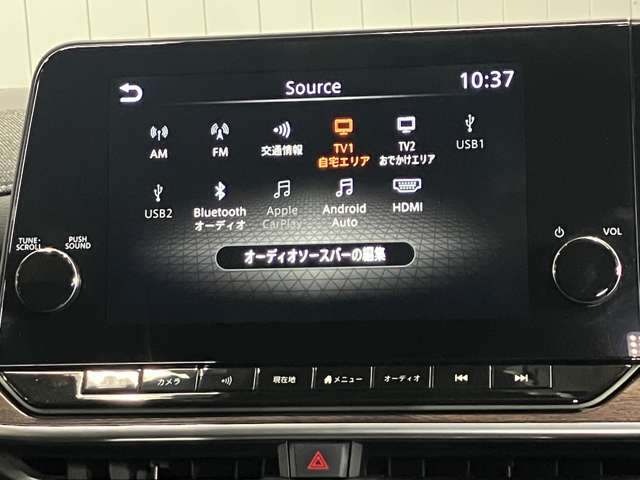 Source
10:37
AM
FM
交通情報
TV1
自宅エリア
TV2
おでかけエリア
USB1
USB2
Bluetooth
オーディオ
Apple
CarPlay
Android
Auto
HDMI
オーディオソースバーの編集
TUNE·
SCROLL
PUSH
SOUND
VOL
カメラ
現在地
メニュー
オーディオ